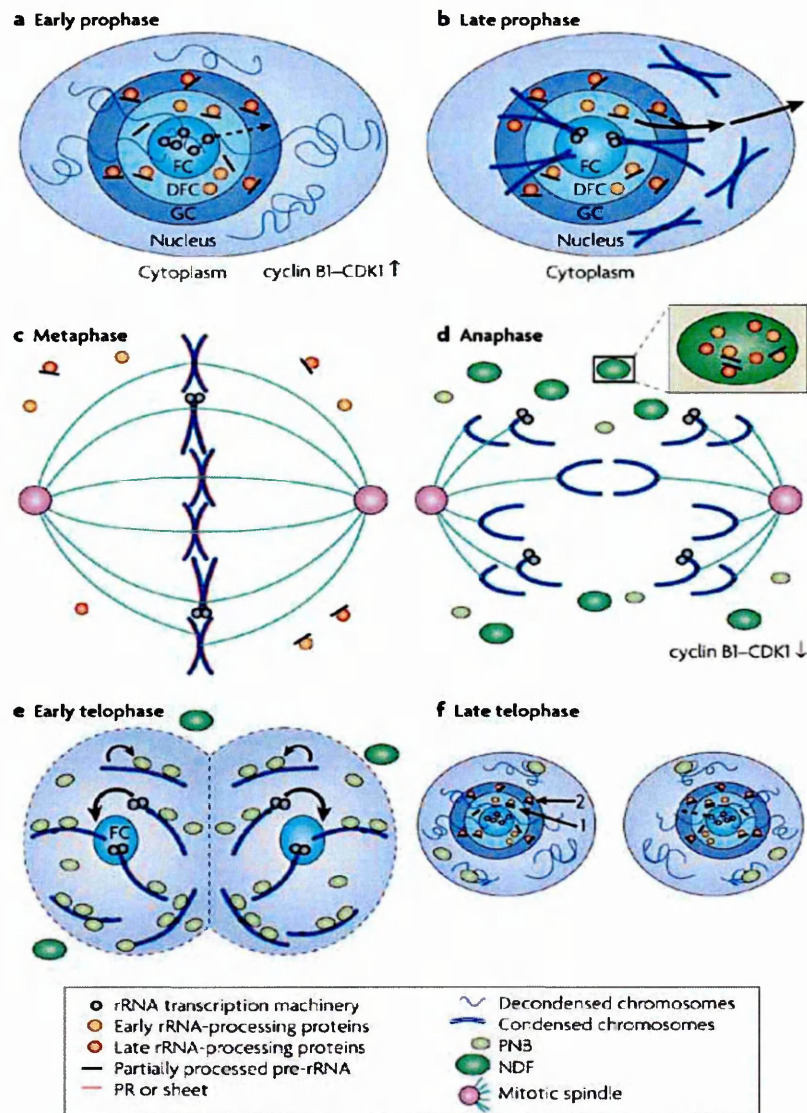 a Early prophase
FC
DFC
GC
Nucleus
Cytoplasm
cyclin B1–CDK1 ↑
b Late prophase
FC
DFC
GC
Nucleus
Cytoplasm
c Metaphase
d Anaphase
cyclin B1–CDK1 ↓
e Early telophase
FC
f Late telophase
2
1
rRNA transcription machinery
Early rRNA-processing proteins
Late rRNA-processing proteins
Partially processed pre-rRNA
PR or sheet
Decondensed chromosomes
Condensed chromosomes
PNB
NDF
Mitotic spindle